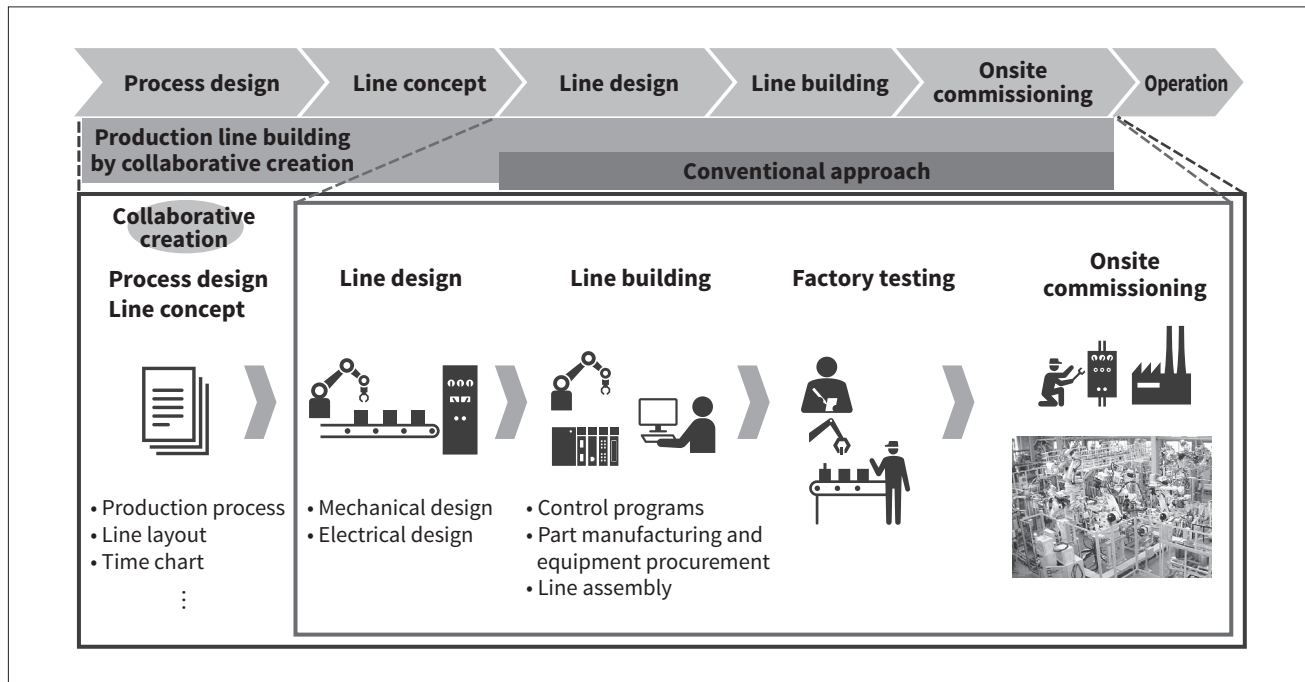 Process design
Line concept
Line design
Line building
Onsite
commissioning
Operation
Production line building
by collaborative creation
Conventional approach
Collaborative
creation
Process design
Line concept
Line design
Line building
Factory testing
Onsite
commissioning
• Production process
• Line layout
• Time chart
⋮
• Mechanical design
• Electrical design
• Control programs
• Part manufacturing and
equipment procurement
• Line assembly